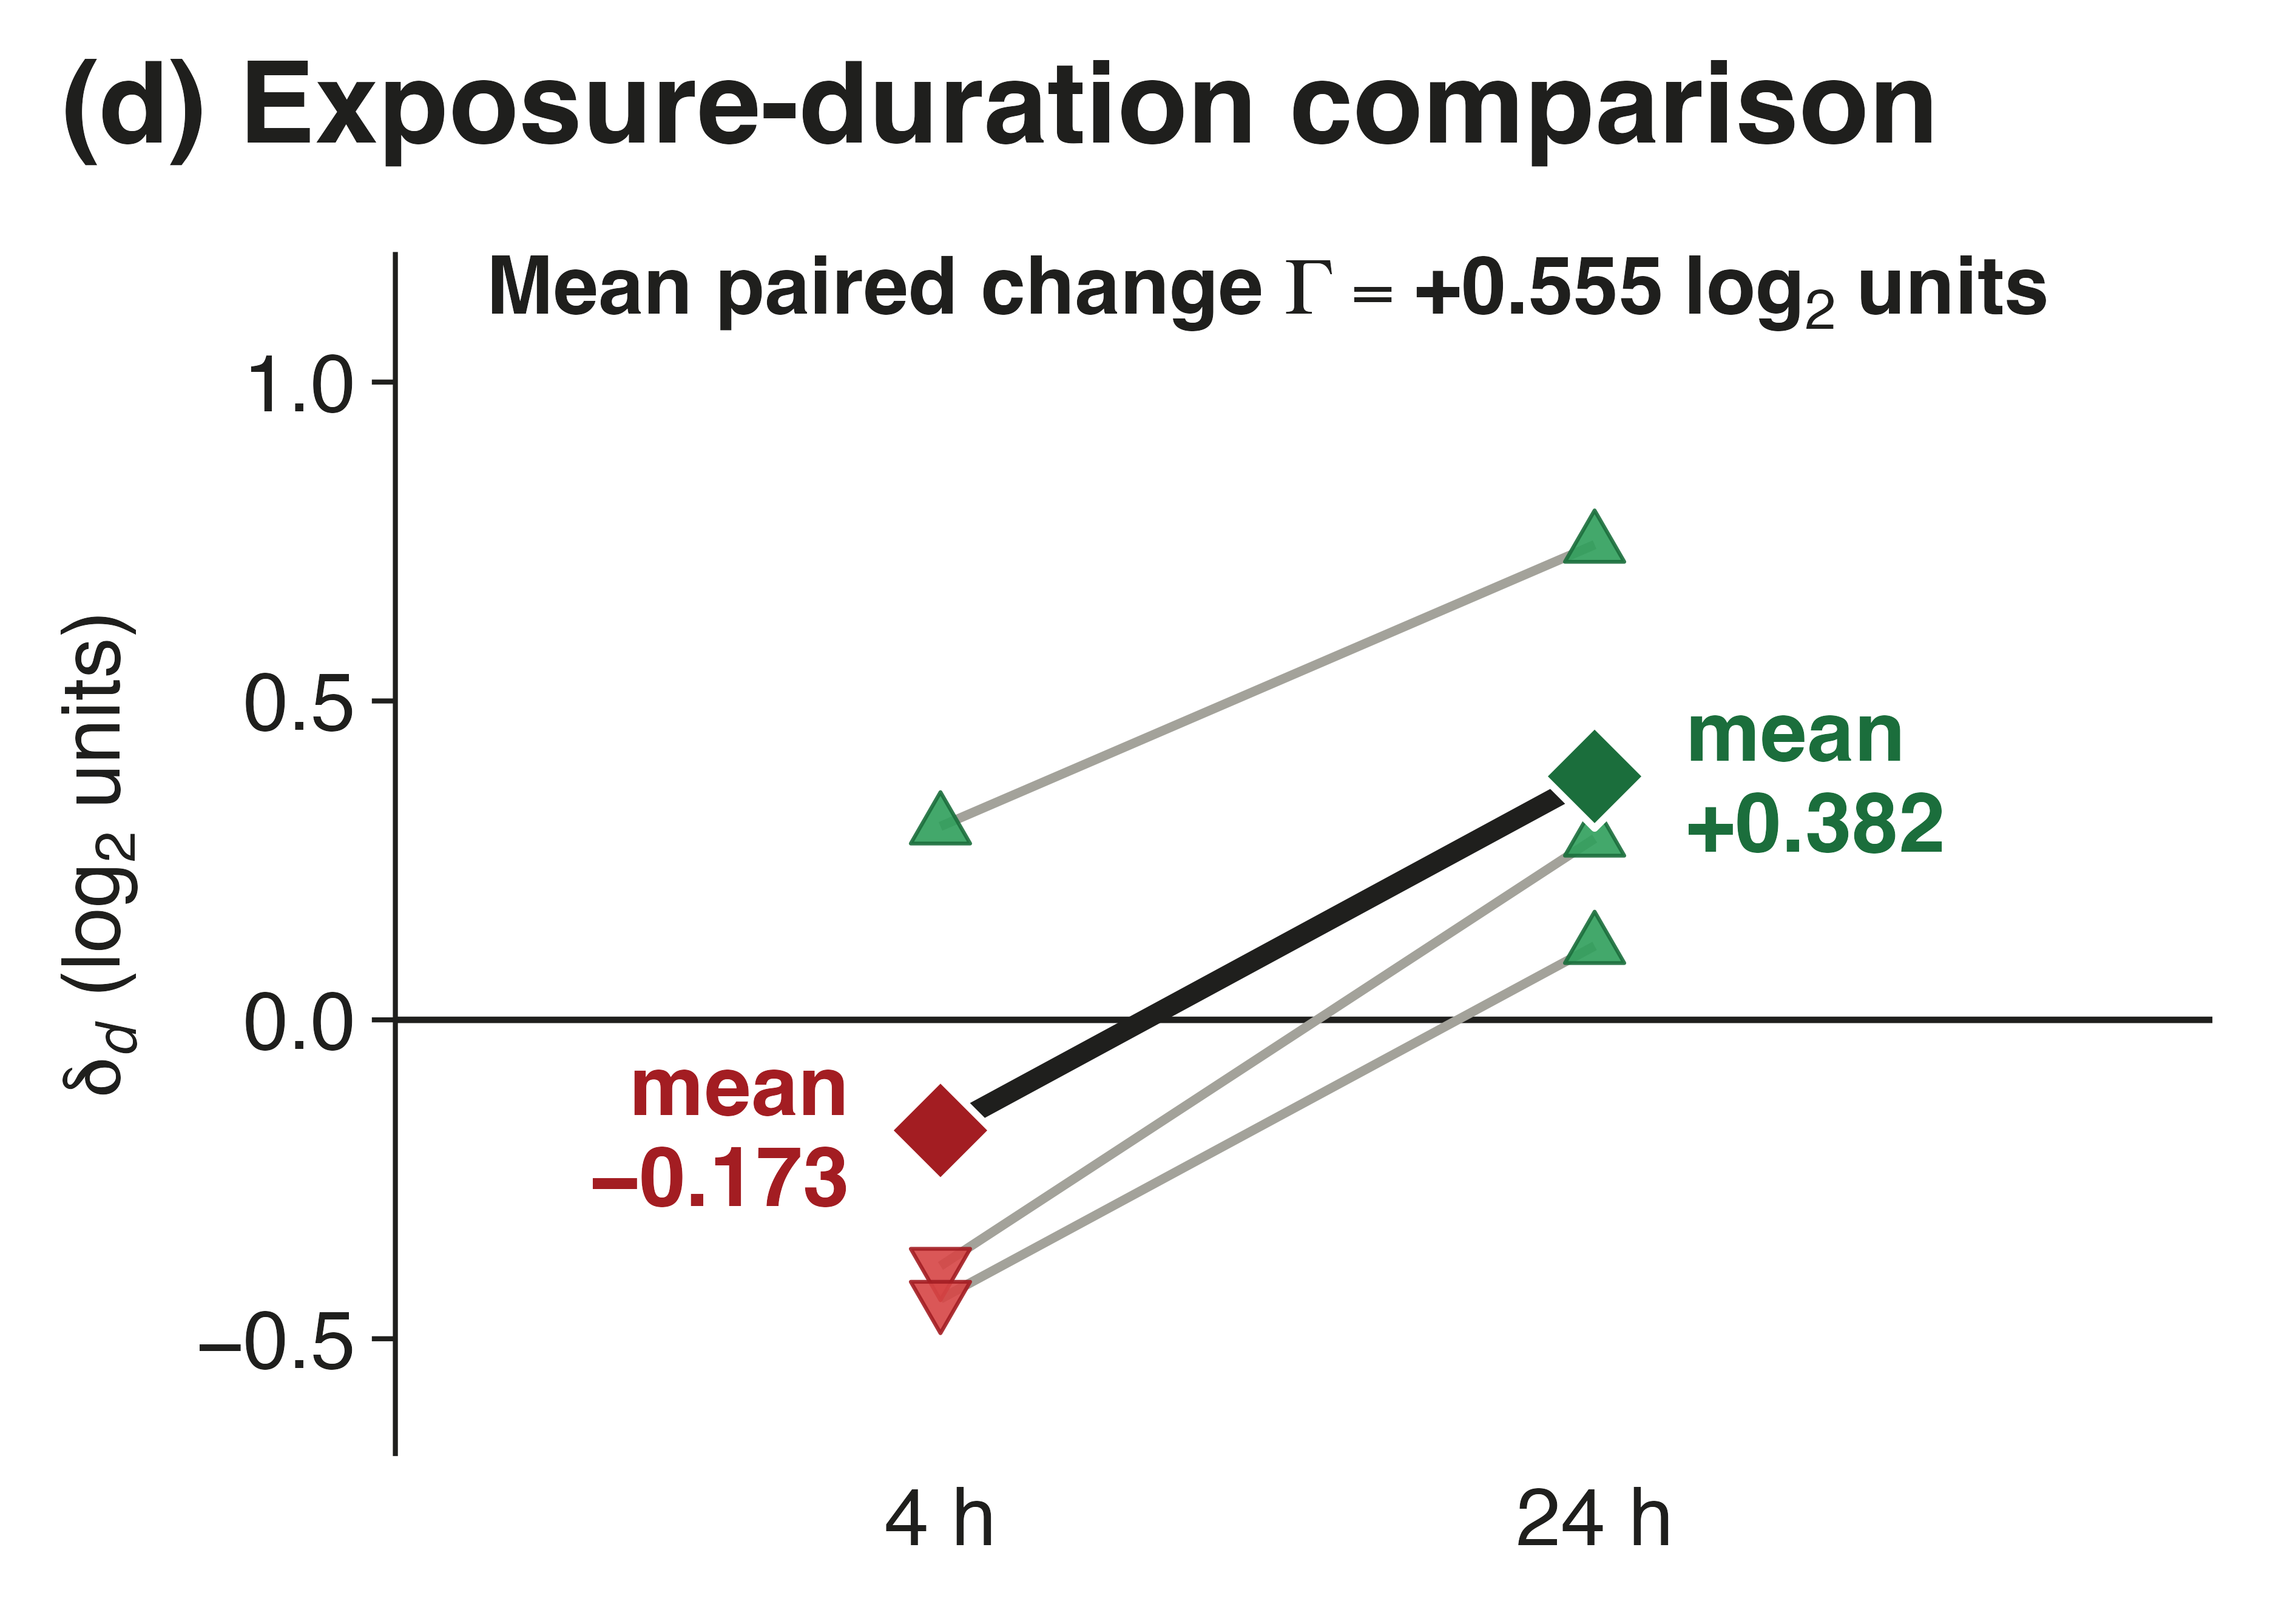 (d) Exposure-duration comparison
Mean paired change Γ = +0.555 log₂ units
1.0
0.5
0.0
−0.5
δ_d (log₂ units)
mean
+0.382
mean
−0.173
4 h
24 h